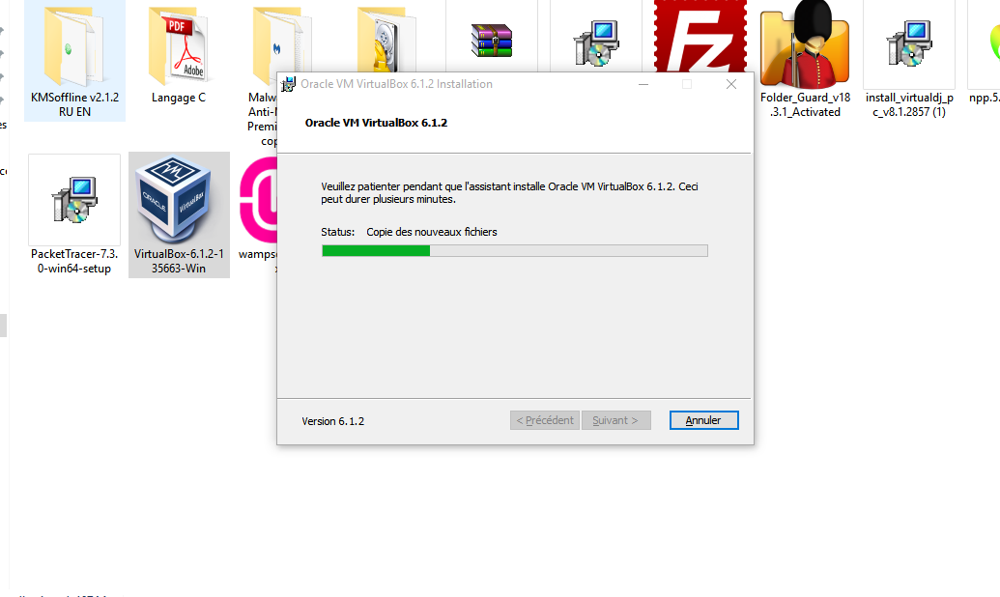 PDF
Adobe
Fz
KMSoffline v2.1.2
RU EN
Langage C
Malw
Anti-
Premi
cop
Folder_Guard_v18
.3.1_Activated
install_virtualdj_p
c_v8.1.2857 (1)
npp.5.
es
Oracle VM VirtualBox 6.1.2 Installation
Oracle VM VirtualBox 6.1.2
Veuillez patienter pendant que l'assistant installe Oracle VM VirtualBox 6.1.2. Ceci
peut durer plusieurs minutes.
Status: Copie des nouveaux fichiers
ORACLE
VirtualBox
PacketTracer-7.3.
0-win64-setup
VirtualBox-6.1.2-1
35663-Win
wamps
Version 6.1.2
< Précédent
Suivant >
Annuler